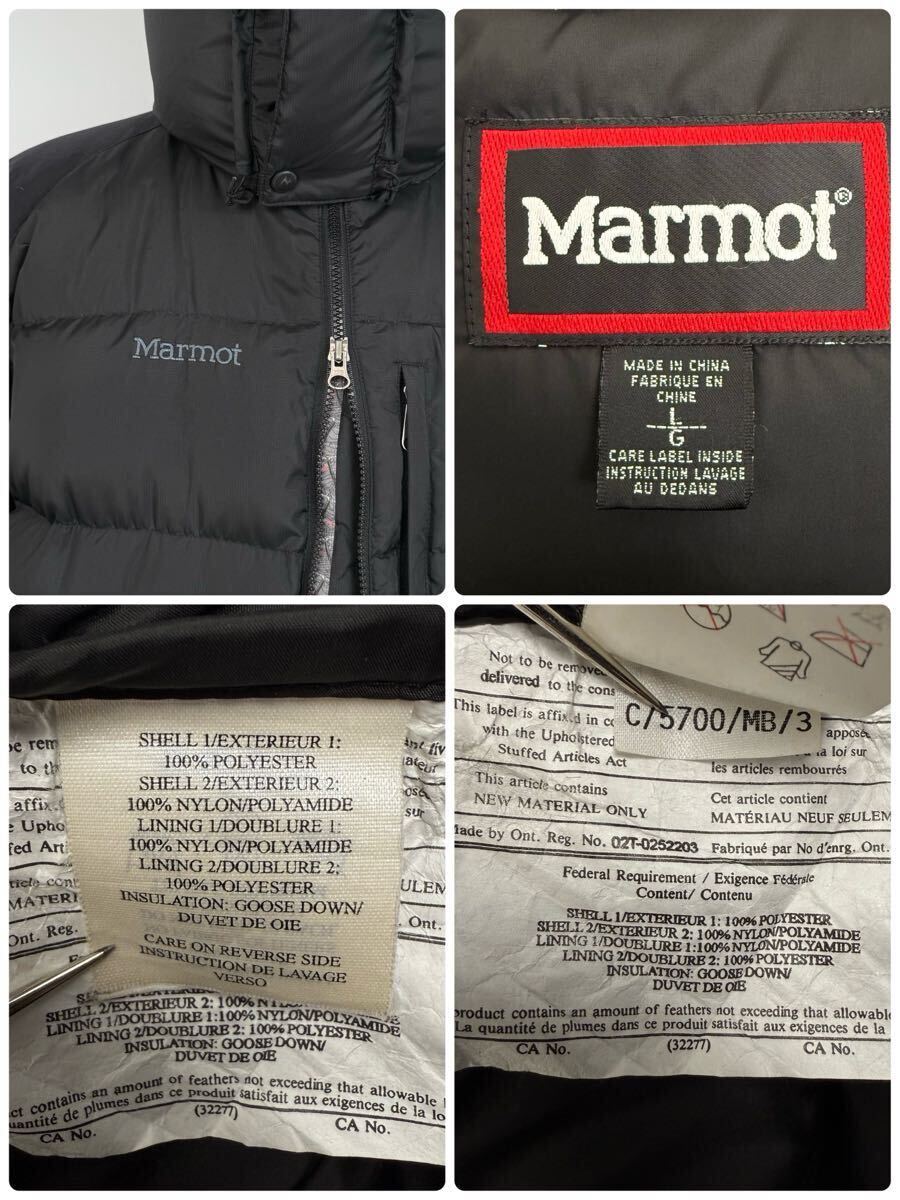 Marmot
Marmot®
MADE IN CHINA
FABRIQUE EN
CHINE
L
G
CARE LABEL INSIDE
INSTRUCTION LAVAGE
AU DEDANS
SHELL 1/EXTERIEUR 1:
100% POLYESTER
SHELL 2/EXTERIEUR 2:
100% NYLON/POLYAMIDE
LINING 1/DOUBLURE 1:
100% NYLON/POLYAMIDE
LINING 2/DOUBLURE 2:
100% POLYESTER
INSULATION: GOOSE DOWN/
DUVET DE OIE
CARE ON REVERSE SIDE
INSTRUCTION DE LAVAGE
VERSO
Ont. Reg.
SHELL 2/EXTERIEUR 2: 100%
LINING 1/DOUBLURE 1:100% NYLON/POLYAMIDE
LINING 2/DOUBLURE 2: 100% POLYESTER
INSULATION: GOOSE DOWN/
DUVET DE OIE
contains an amount of feathers not exceeding that allowable
de plumes dans ce produit satisfait aux exigences de la
(32277)
CA No. CA No.
Not to be
delivered to the
This label is in
with the
Stuffed Articles Act
C/5700/MB/3
la loi sur
les articles rembourrés
This article contains
NEW MATERIAL ONLY
Cet article contient
MATÉRIAU NEUF
Made by Ont. Reg. No. 02T-0252203 Fabriqué par No d'enrg. Ont.
Federal Requirement / Exigence Fédérale
Content/ Contenu
SHELL 1/EXTERIEUR 1: 100% POLYESTER
SHELL 2/EXTERIEUR 2: 100% NYLON/POLYAMIDE
LINING 1/DOUBLURE 1:100% NYLON/POLYAMIDE
LINING 2/DOUBLURE 2: 100% POLYESTER
INSULATION: GOOSE DOWN/
DUVET DE OIE
product contains an amount of feathers not exceeding that allowable
La quantité de plumes dans ce produit satisfait aux exigences de la
CA No. (32277) CA No.